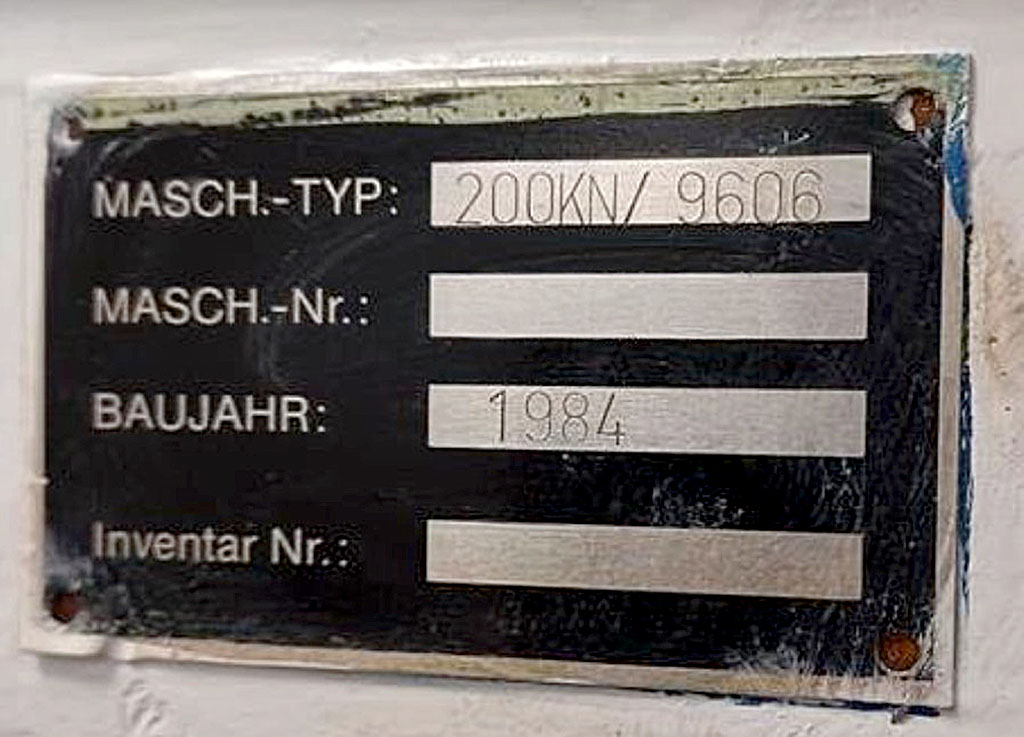 MASCH.-TYP: 200KN/ 9606
MASCH.-Nr.:
BAUJAHR: 1984
Inventar Nr.: